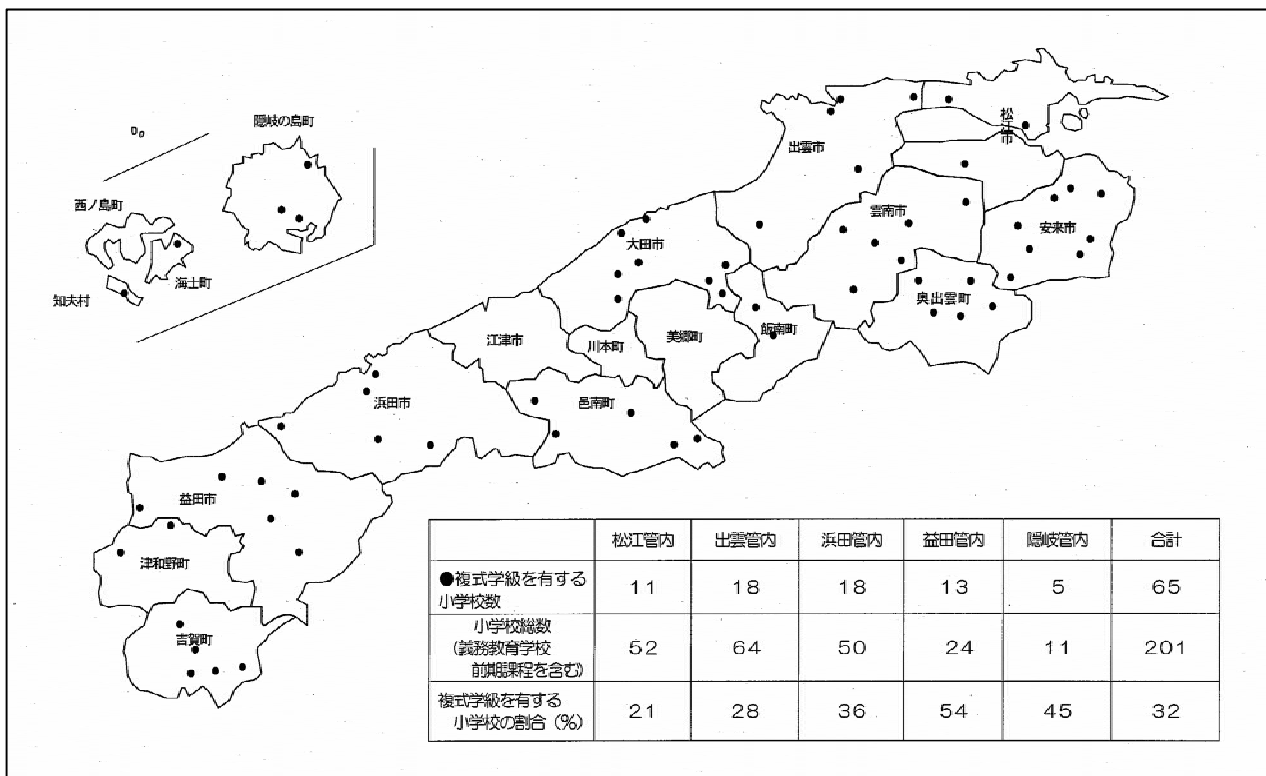 隠岐の島町
西ノ島町
海士町
知夫村
松江市
出雲市
雲南市
安来市
大田市
奥出雲町
飯南町
美郷町
川本町
江津市
邑南町
浜田市
益田市
津和野町
吉賀町
松江管内 出雲管内 浜田管内 益田管内 隠岐管内 合計
●複式学級を有する
小学校数
11 18 18 13 5 65
小学校総数
(義務教育学校
前期課程を含む)
52 64 50 24 11 201
複式学級を有する
小学校の割合(%)
21 28 36 54 45 32